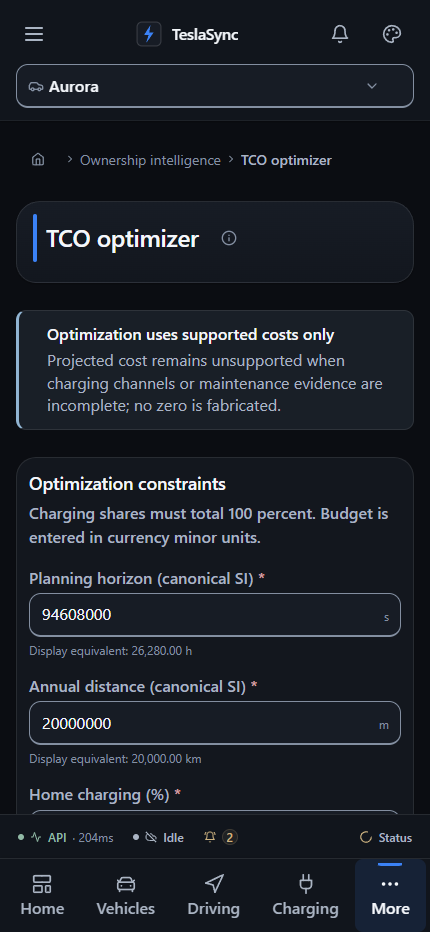 TeslaSync
Aurora
Ownership intelligence > TCO optimizer
TCO optimizer
Optimization uses supported costs only
Projected cost remains unsupported when
charging channels or maintenance evidence are
incomplete; no zero is fabricated.
Optimization constraints
Charging shares must total 100 percent. Budget is
entered in currency minor units.
Planning horizon (canonical SI) *
94608000 s
Display equivalent: 26,280.00 h
Annual distance (canonical SI) *
20000000 m
Display equivalent: 20,000.00 km
Home charging (%) *
API · 204ms Idle 2 Status
Home Vehicles Driving Charging More